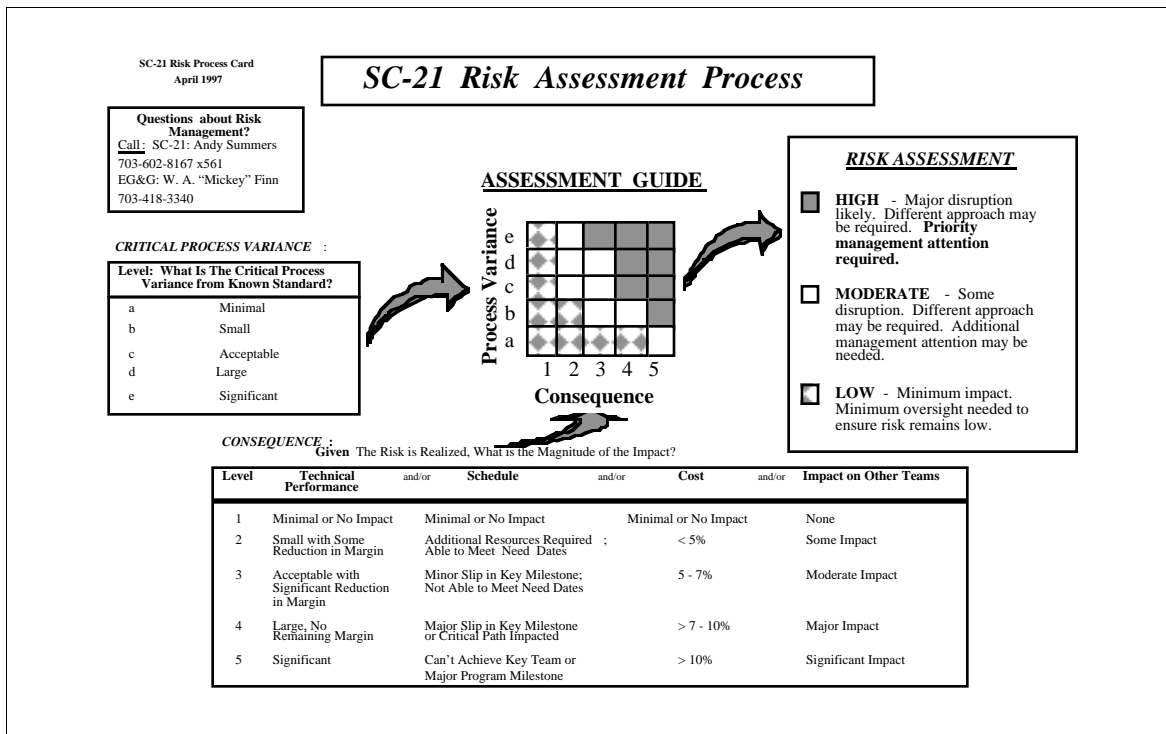 SC-21 Risk Process Card
April 1997
SC-21 Risk Assessment Process
Questions about Risk
Management?
Call: SC-21: Andy Summers
703-602-8167 x561
EG&G: W. A. “Mickey” Finn
703-418-3340
CRITICAL PROCESS VARIANCE :
Level: What Is The Critical Process
Variance from Known Standard?
a Minimal
b Small
c Acceptable
d Large
e Significant
ASSESSMENT GUIDE
Process Variance
e
d
c
b
a
1 2 3 4 5
Consequence
RISK ASSESSMENT
HIGH - Major disruption
likely. Different approach may
be required. Priority
management attention
required.
MODERATE - Some
disruption. Different approach
may be required. Additional
management attention may be
needed.
LOW - Minimum impact.
Minimum oversight needed to
ensure risk remains low.
CONSEQUENCE :
Given The Risk is Realized, What is the Magnitude of the Impact?
Level Technical and/or Schedule and/or Cost and/or Impact on Other Teams
Performance
1 Minimal or No Impact Minimal or No Impact Minimal or No Impact None
2 Small with Some Additional Resources Required ; < 5% Some Impact
Reduction in Margin Able to Meet Need Dates
3 Acceptable with Minor Slip in Key Milestone; 5 - 7% Moderate Impact
Significant Reduction Not Able to Meet Need Dates
in Margin
4 Large, No Major Slip in Key Milestone > 7 - 10% Major Impact
Remaining Margin or Critical Path Impacted
5 Significant Can’t Achieve Key Team or > 10% Significant Impact
Major Program Milestone